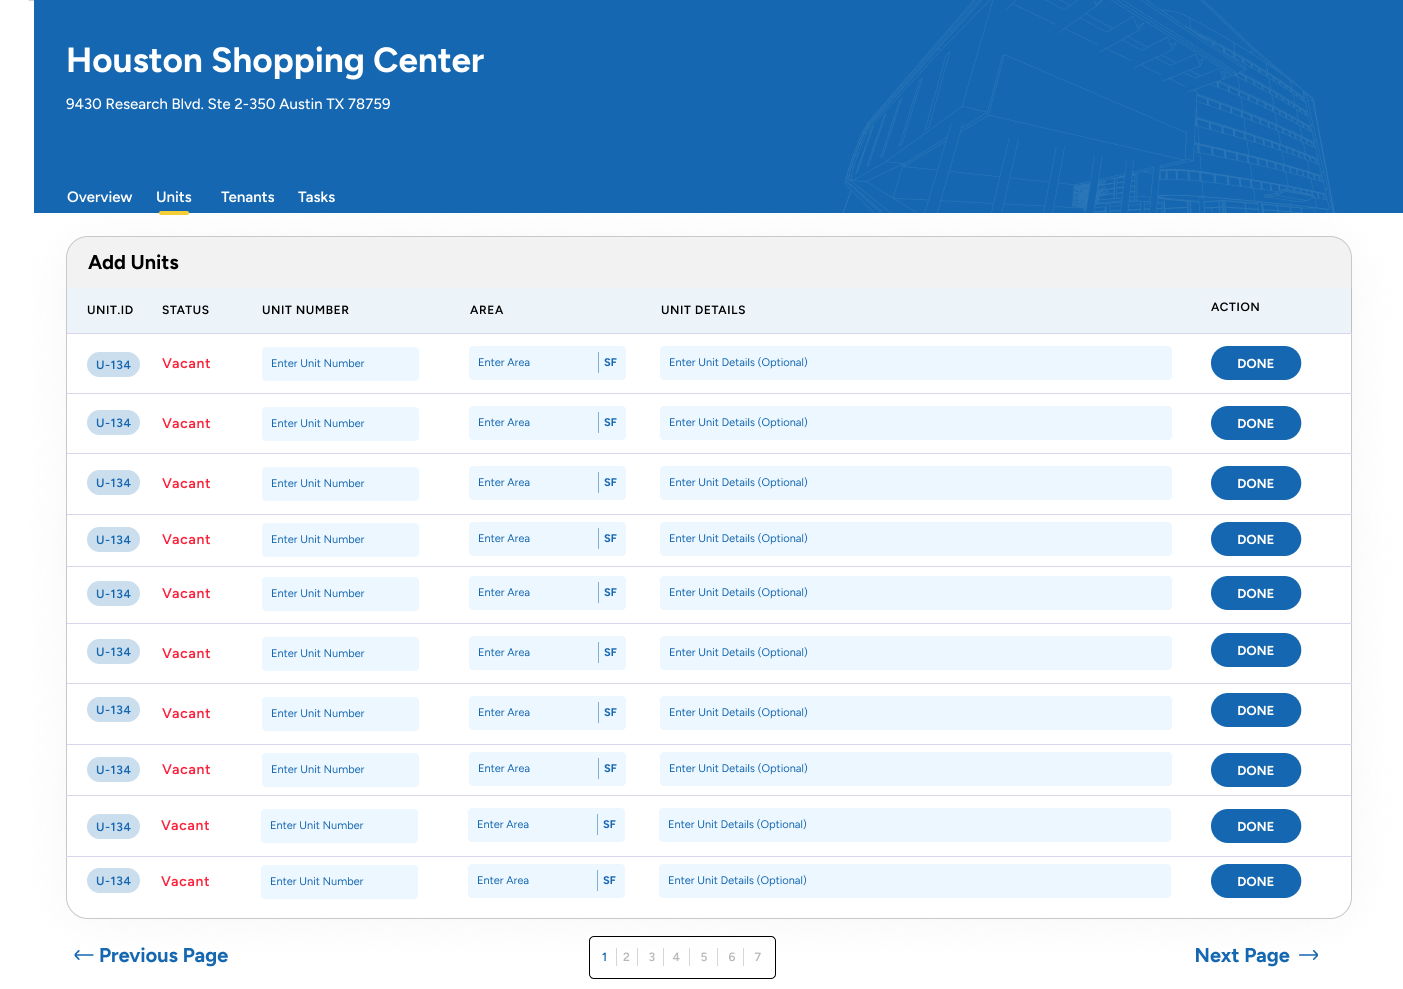 Houston Shopping Center
9430 Research Blvd. Ste 2-350 Austin TX 78759
Overview Units Tenants Tasks
Add Units
UNIT.ID STATUS UNIT NUMBER AREA UNIT DETAILS ACTION
U-134 Vacant Enter Unit Number Enter Area SF Enter Unit Details (Optional) DONE
U-134 Vacant Enter Unit Number Enter Area SF Enter Unit Details (Optional) DONE
U-134 Vacant Enter Unit Number Enter Area SF Enter Unit Details (Optional) DONE
U-134 Vacant Enter Unit Number Enter Area SF Enter Unit Details (Optional) DONE
U-134 Vacant Enter Unit Number Enter Area SF Enter Unit Details (Optional) DONE
U-134 Vacant Enter Unit Number Enter Area SF Enter Unit Details (Optional) DONE
U-134 Vacant Enter Unit Number Enter Area SF Enter Unit Details (Optional) DONE
U-134 Vacant Enter Unit Number Enter Area SF Enter Unit Details (Optional) DONE
U-134 Vacant Enter Unit Number Enter Area SF Enter Unit Details (Optional) DONE
U-134 Vacant Enter Unit Number Enter Area SF Enter Unit Details (Optional) DONE
← Previous Page 1 2 3 4 5 6 7 Next Page →